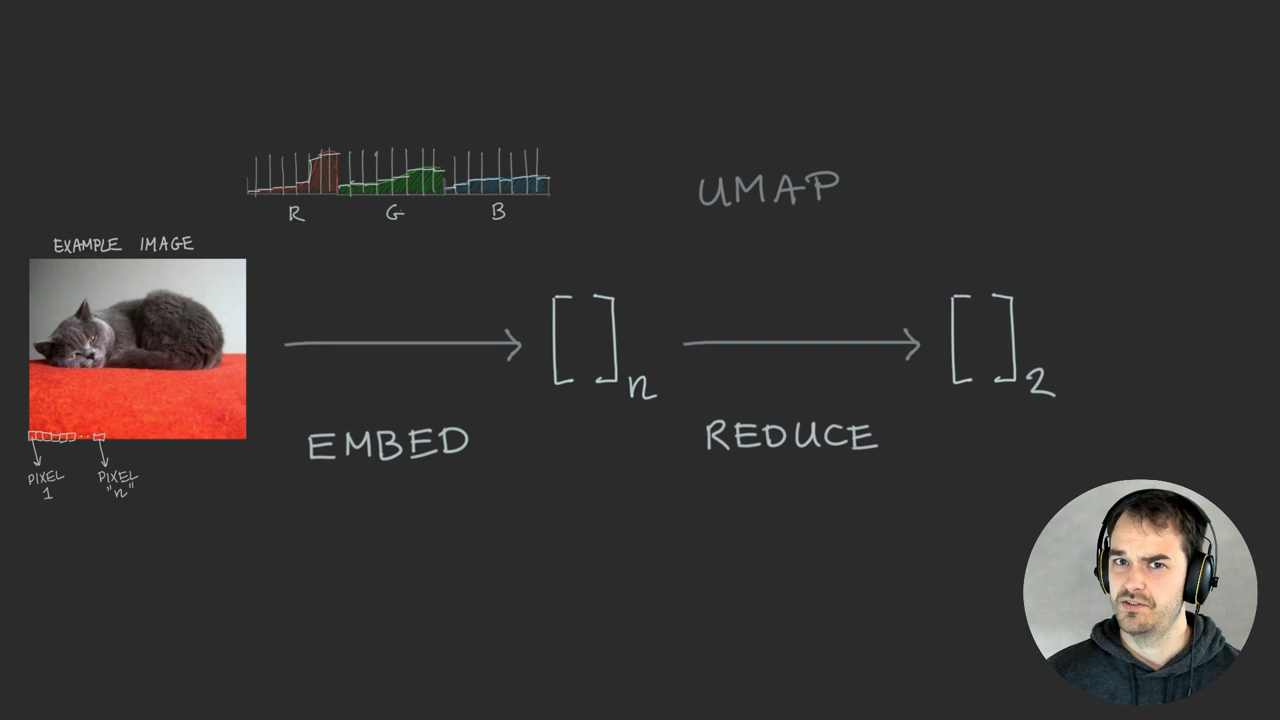 R G B
UMAP
EXAMPLE IMAGE
[ ]n
[ ]2
EMBED
REDUCE
PIXEL
1
PIXEL
"n"